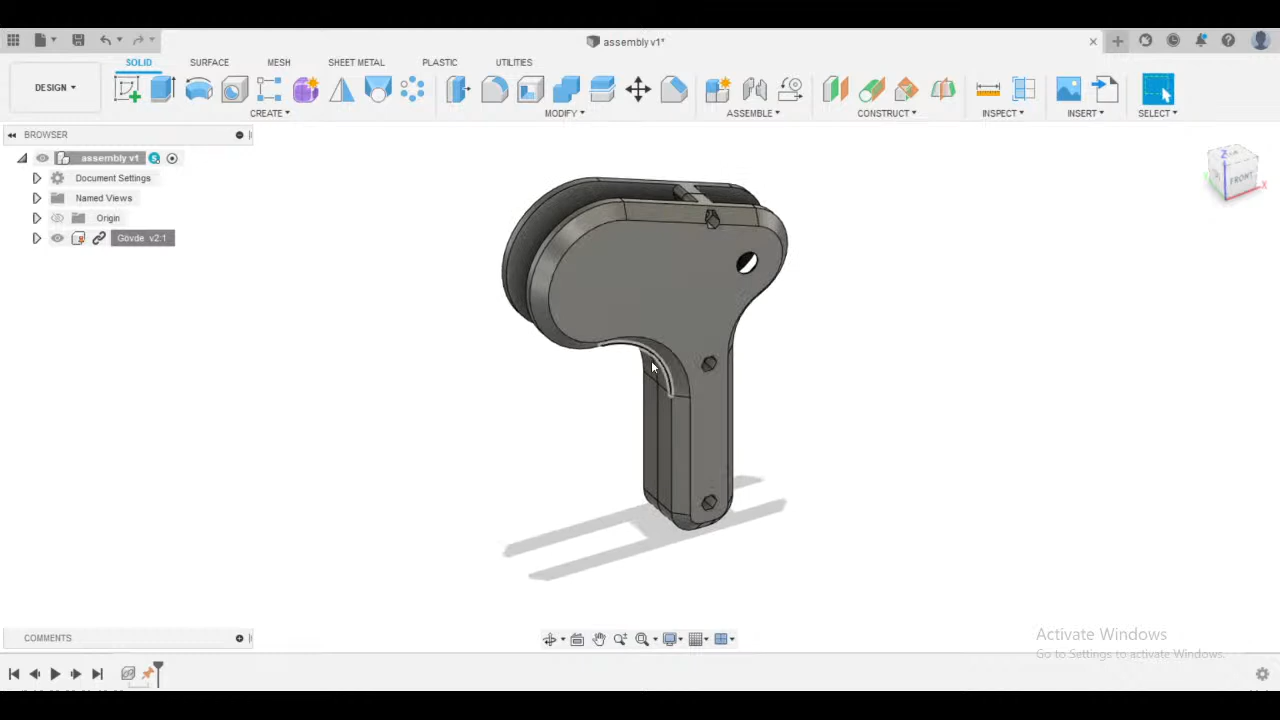 assembly v1*
SOLID SURFACE MESH SHEET METAL PLASTIC UTILITIES
DESIGN
CREATE MODIFY ASSEMBLE CONSTRUCT INSPECT INSERT SELECT
BROWSER
assembly v1
Document Settings
Named Views
Origin
Gövde v2:1
Z
FRONT
X
COMMENTS
Activate Windows
Go to Settings to activate Windows.